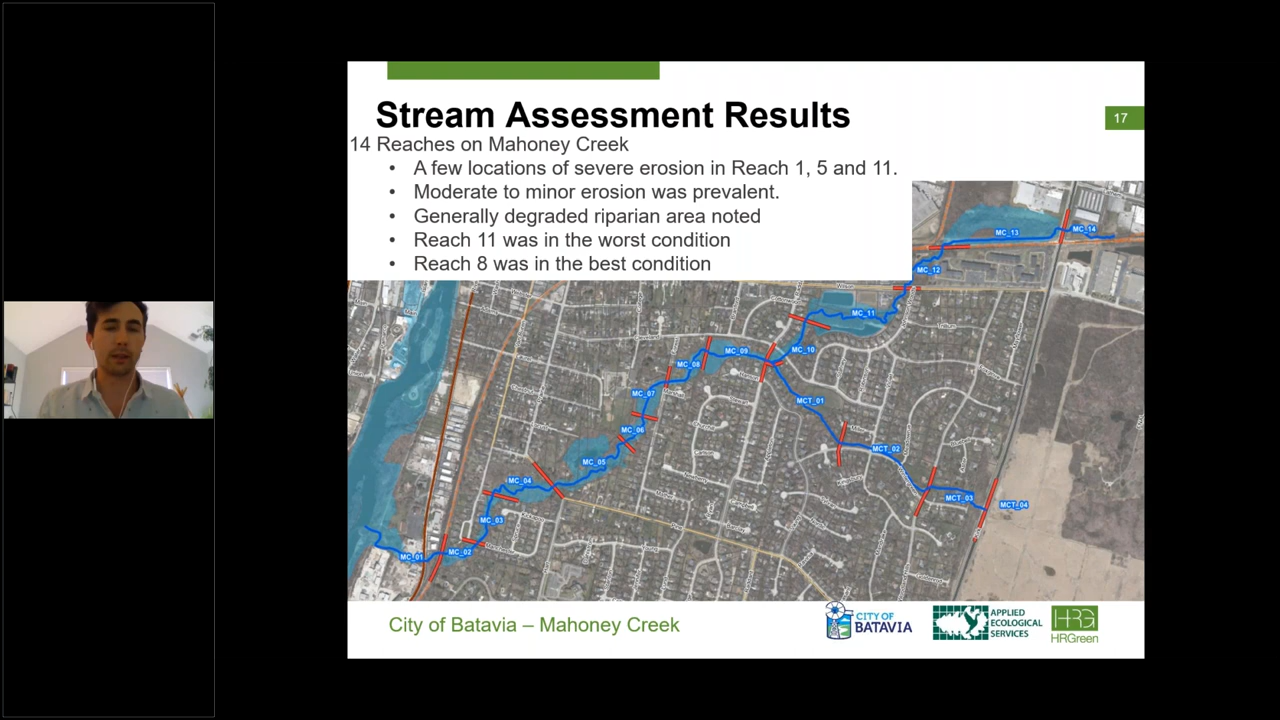 Stream Assessment Results
17
14 Reaches on Mahoney Creek
• A few locations of severe erosion in Reach 1, 5 and 11.
• Moderate to minor erosion was prevalent.
• Generally degraded riparian area noted
• Reach 11 was in the worst condition
• Reach 8 was in the best condition
MC_13
MC_14
MC_12
MC_11
MC_10
MC_09
MC_08
MC_07
MCT_01
MC_06
MCT_02
MC_05
MC_04
MCT_03
MCT-04
MC_03
MC_02
MC_01
City of Batavia – Mahoney Creek
CITY OF
BATAVIA
APPLIED
ECOLOGICAL
SERVICES
HRG
HRGreen